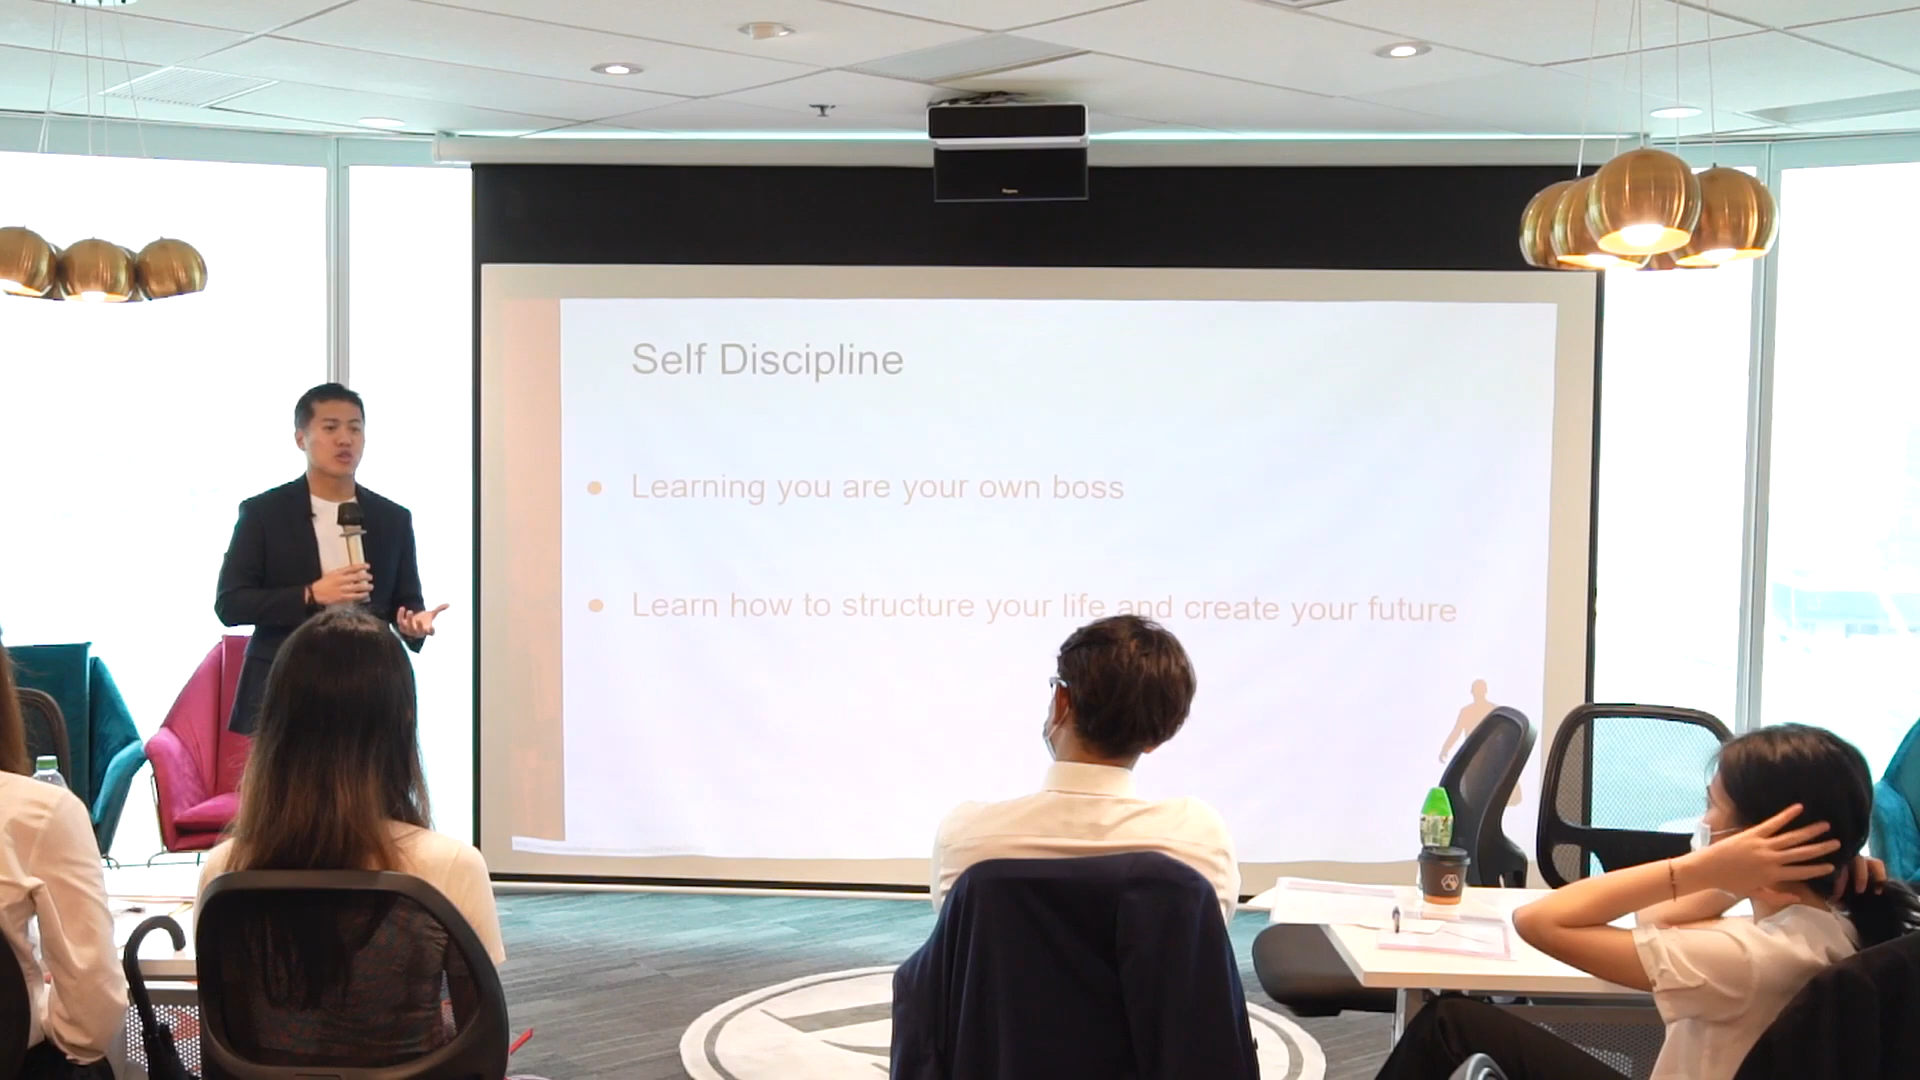 Self Discipline
● Learning you are your own boss
● Learn how to structure your life and create your future